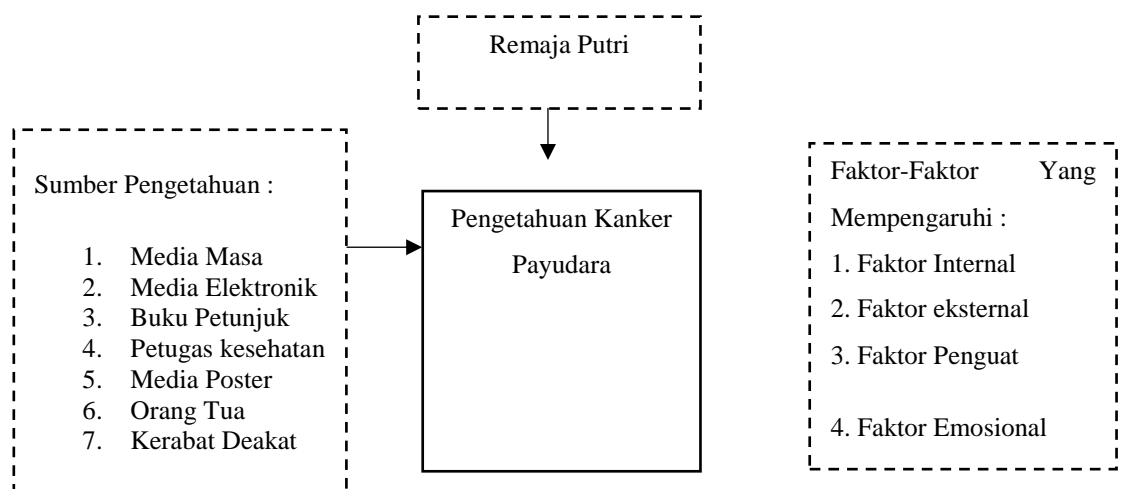 Remaja Putri
Sumber Pengetahuan :
1. Media Masa
2. Media Elektronik
3. Buku Petunjuk
4. Petugas kesehatan
5. Media Poster
6. Orang Tua
7. Kerabat Deakat
Pengetahuan Kanker
Payudara
Faktor-Faktor Yang
Mempengaruhi :
1. Faktor Internal
2. Faktor eksternal
3. Faktor Penguat
4. Faktor Emosional